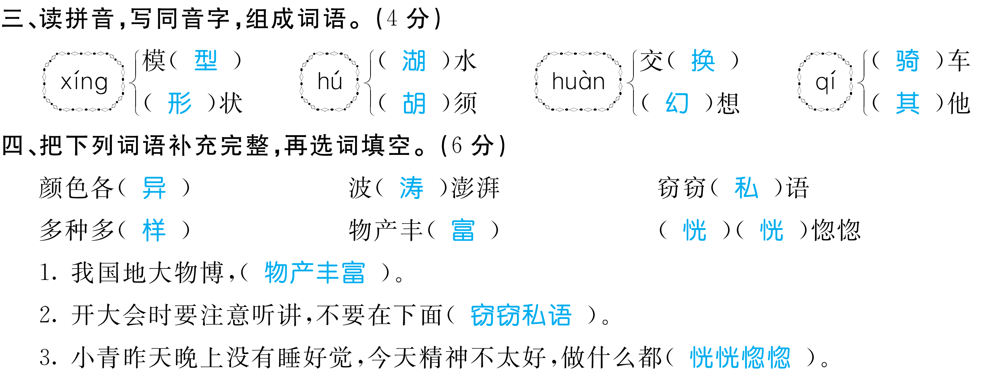 三、读拼音,写同音字,组成词语。(4 分)
xíng 模( 型 ) hú ( 湖 )水 huàn 交( 换 ) qí ( 骑 )车
( 形 )状 ( 胡 )须 ( 幻 )想 ( 其 )他
四、把下列词语补充完整,再选词填空。(6 分)
颜色各( 异 ) 波( 涛 )澎湃 窃窃( 私 )语
多种多( 样 ) 物产丰( 富 ) ( 恍 )( 恍 )惚惚
1. 我国地大物博,( 物产丰富 )。
2. 开大会时要注意听讲,不要在下面( 窃窃私语 )。
3. 小青昨天晚上没有睡好觉,今天精神不太好,做什么都( 恍恍惚惚 )。